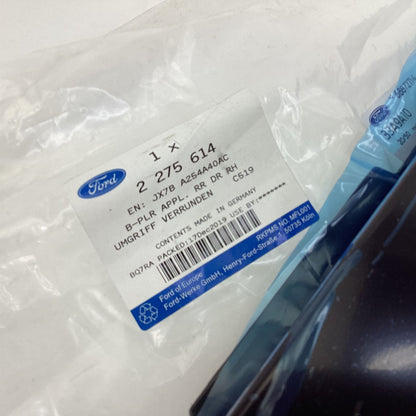 Ford
1 x
2 275 614
EN: JX7B A254A40AC
B-PLR APPL: RR DR RH
UMGRIFF VERRUNDEN C519
CONTENTS MADE IN GERMANY
BQ7RA PACKED:17Dec2019 USE BY:*******
RKPMS NO. MFL001
Ford of Europe
Ford-Werke GmbH, Henry-Ford-Straße 1, 50735 Köln